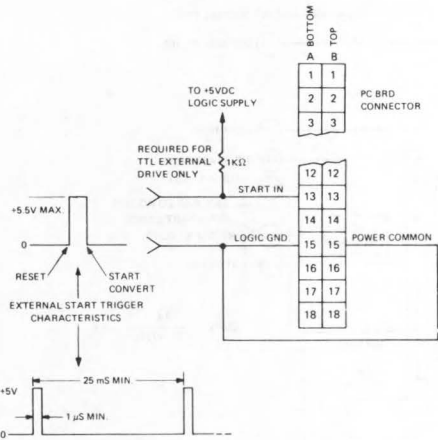 BOTTOM
TOP
A B
1 1
2 2
3 3
PC BRD
CONNECTOR
TO +5VDC
LOGIC SUPPLY
REQUIRED FOR
TTL EXTERNAL
DRIVE ONLY
1KΩ
START IN
12 12
13 13
14 14
LOGIC GND
15 15
POWER COMMON
16 16
17 17
18 18
+5.5V MAX.
0
RESET
START
CONVERT
EXTERNAL START TRIGGER
CHARACTERISTICS
+5V
25 mS MIN.
1 µS MIN.
0